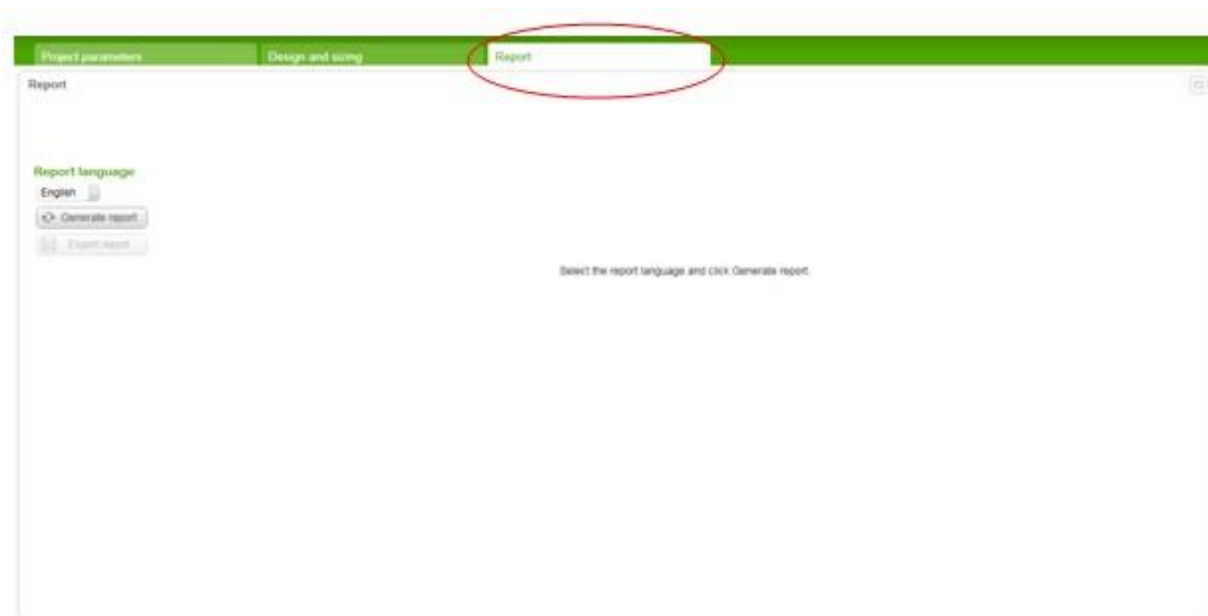 Project parameters
Design and sizing
Report
Report
Report language
English
Generate report
Export report
Select the report language and click Generate report.